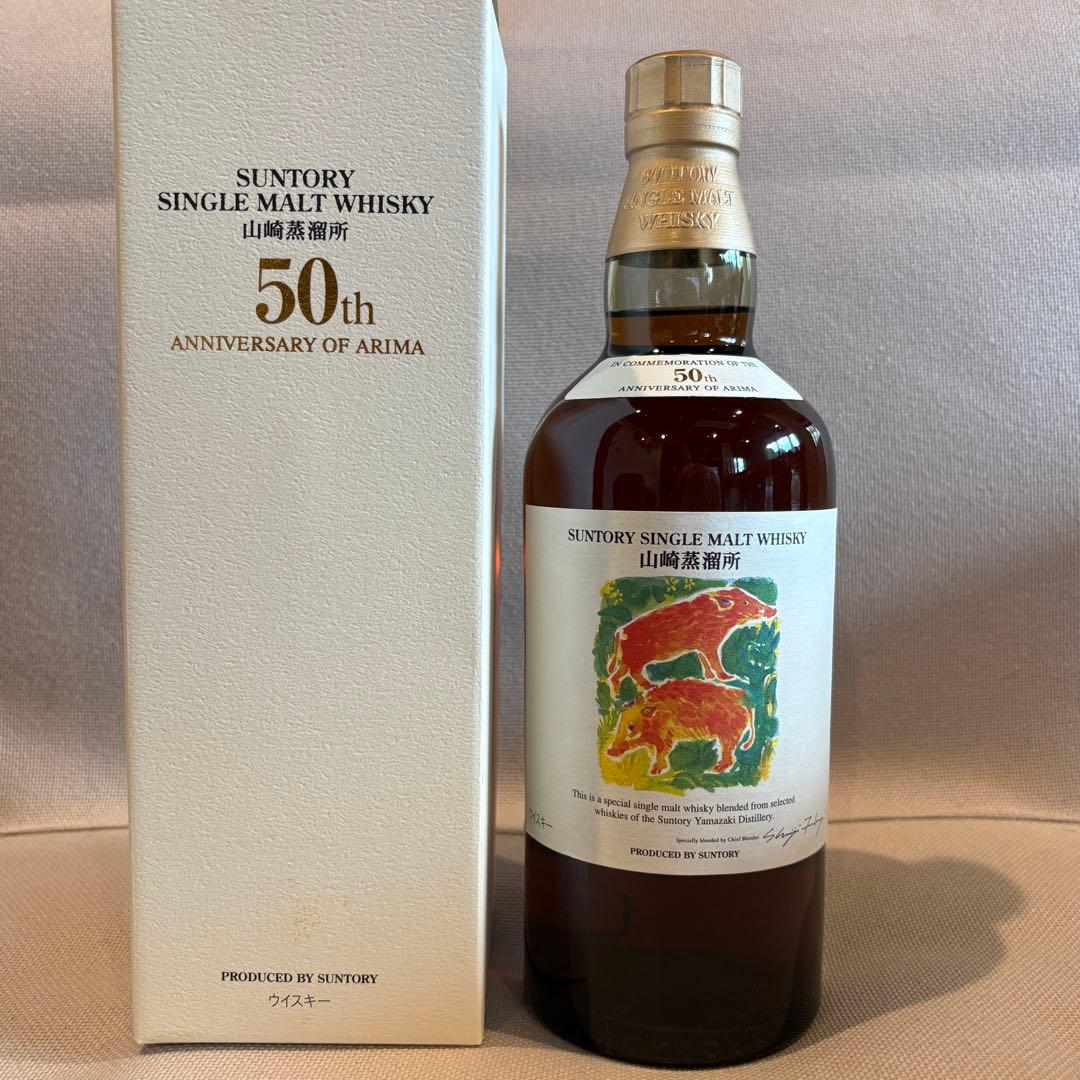 SUNTORY
SINGLE MALT WHISKY
山崎蒸溜所
50th
ANNIVERSARY OF ARIMA
PRODUCED BY SUNTORY
ウイスキー
SUNTORY
SINGLE MALT
WHISKY
IN COMMEMORATION OF THE
50th
ANNIVERSARY OF ARIMA
SUNTORY SINGLE MALT WHISKY
山崎蒸溜所
This is a special single malt whisky blended from selected
whiskies of the Suntory Yamazaki Distillery.
ウイスキー
Specially blended by Chief Blender.
PRODUCED BY SUNTORY